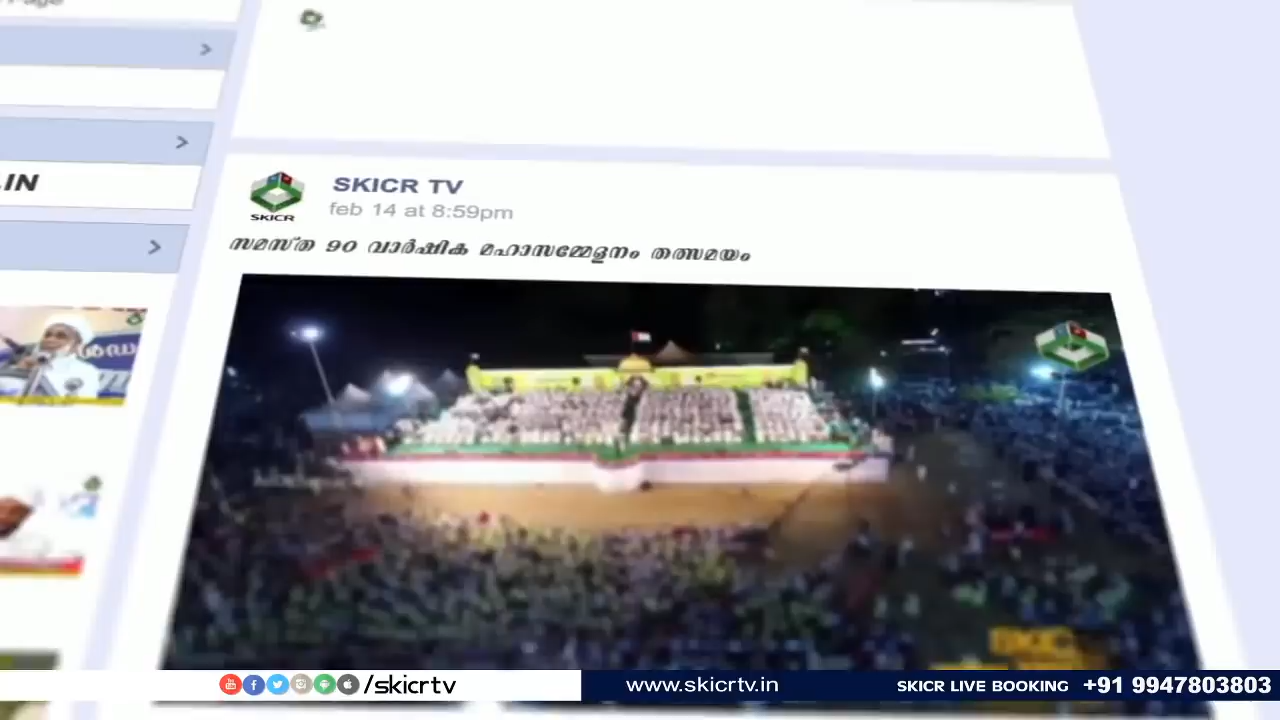 Page
.IN
SKICR
SKICR TV
feb 14 at 8:59pm
സമസ്ത 90 വാർഷിക മഹാസമ്മേളനം തത്സമയം
/skicrtv
www.skicrtv.in
SKICR LIVE BOOKING +91 9947803803